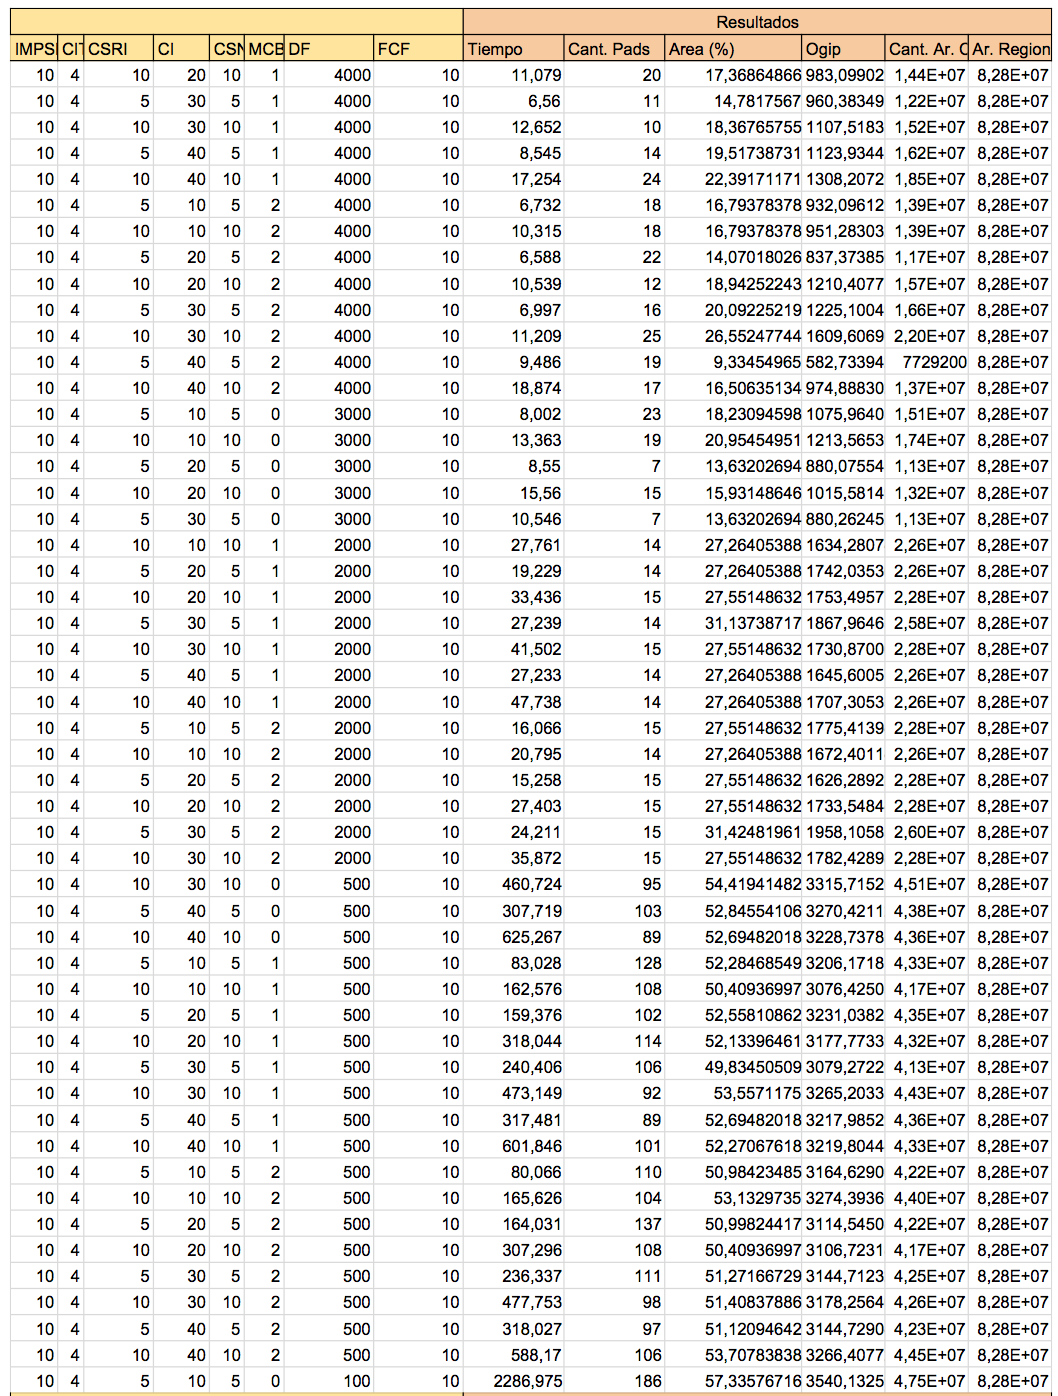 Resultados
IMPSI CIT CSRI CI CSN MCB DF FCF Tiempo Cant. Pads Area (%) Ogip Cant. Ar. C Ar. Region
10 4 10 20 10 1 4000 10 11,079 20 17,36864866 983,09902 1,44E+07 8,28E+07
10 4 5 30 5 1 4000 10 6,56 11 14,7817567 960,38349 1,22E+07 8,28E+07
10 4 10 30 10 1 4000 10 12,652 10 18,36765755 1107,5183 1,52E+07 8,28E+07
10 4 5 40 5 1 4000 10 8,545 14 19,51738731 1123,9344 1,62E+07 8,28E+07
10 4 10 40 10 1 4000 10 17,254 24 22,39171171 1308,2072 1,85E+07 8,28E+07
10 4 5 10 5 2 4000 10 6,732 18 16,79378378 932,09612 1,39E+07 8,28E+07
10 4 10 10 10 2 4000 10 10,315 18 16,79378378 951,28303 1,39E+07 8,28E+07
10 4 5 20 5 2 4000 10 6,588 22 14,07018026 837,37385 1,17E+07 8,28E+07
10 4 10 20 10 2 4000 10 10,539 12 18,94252243 1210,4077 1,57E+07 8,28E+07
10 4 5 30 5 2 4000 10 6,997 16 20,09225219 1225,1004 1,66E+07 8,28E+07
10 4 10 30 10 2 4000 10 11,209 25 26,55247744 1609,6069 2,20E+07 8,28E+07
10 4 5 40 5 2 4000 10 9,486 19 9,33454965 582,73394 7729200 8,28E+07
10 4 10 40 10 2 4000 10 18,874 17 16,50635134 974,88830 1,37E+07 8,28E+07
10 4 5 10 5 0 3000 10 8,002 23 18,23094598 1075,9640 1,51E+07 8,28E+07
10 4 10 10 10 0 3000 10 13,363 19 20,95454951 1213,5653 1,74E+07 8,28E+07
10 4 5 20 5 0 3000 10 8,55 7 13,63202694 880,07554 1,13E+07 8,28E+07
10 4 10 20 10 0 3000 10 15,56 15 15,93148646 1015,5814 1,32E+07 8,28E+07
10 4 5 30 5 0 3000 10 10,546 7 13,63202694 880,26245 1,13E+07 8,28E+07
10 4 10 10 10 1 2000 10 27,761 14 27,26405388 1634,2807 2,26E+07 8,28E+07
10 4 5 20 5 1 2000 10 19,229 14 27,26405388 1742,0353 2,26E+07 8,28E+07
10 4 10 20 10 1 2000 10 33,436 15 27,55148632 1753,4957 2,28E+07 8,28E+07
10 4 5 30 5 1 2000 10 27,239 14 31,13738717 1867,9646 2,58E+07 8,28E+07
10 4 10 30 10 1 2000 10 41,502 15 27,55148632 1730,8700 2,28E+07 8,28E+07
10 4 5 40 5 1 2000 10 27,233 14 27,26405388 1645,6005 2,26E+07 8,28E+07
10 4 10 40 10 1 2000 10 47,738 14 27,26405388 1707,3053 2,26E+07 8,28E+07
10 4 5 10 5 2 2000 10 16,066 15 27,55148632 1775,4139 2,28E+07 8,28E+07
10 4 10 10 10 2 2000 10 20,795 14 27,26405388 1672,4011 2,26E+07 8,28E+07
10 4 5 20 5 2 2000 10 15,258 15 27,55148632 1626,2892 2,28E+07 8,28E+07
10 4 10 20 10 2 2000 10 27,403 15 27,55148632 1733,5484 2,28E+07 8,28E+07
10 4 5 30 5 2 2000 10 24,211 15 31,42481961 1958,1058 2,60E+07 8,28E+07
10 4 10 30 10 2 2000 10 35,872 15 27,55148632 1782,4289 2,28E+07 8,28E+07
10 4 10 30 10 0 500 10 460,724 95 54,41941482 3315,7152 4,51E+07 8,28E+07
10 4 5 40 5 0 500 10 307,719 103 52,84554106 3270,4211 4,38E+07 8,28E+07
10 4 10 40 10 0 500 10 625,267 89 52,69482018 3228,7378 4,36E+07 8,28E+07
10 4 5 10 5 1 500 10 83,028 128 52,28468549 3206,1718 4,33E+07 8,28E+07
10 4 10 10 10 1 500 10 162,576 108 50,40936997 3076,4250 4,17E+07 8,28E+07
10 4 5 20 5 1 500 10 159,376 102 52,55810862 3231,0382 4,35E+07 8,28E+07
10 4 10 20 10 1 500 10 318,044 114 52,13396461 3177,7733 4,32E+07 8,28E+07
10 4 5 30 5 1 500 10 240,406 106 49,83450509 3079,2722 4,13E+07 8,28E+07
10 4 10 30 10 1 500 10 473,149 92 53,5571175 3265,2033 4,43E+07 8,28E+07
10 4 5 40 5 1 500 10 317,481 89 52,69482018 3217,9852 4,36E+07 8,28E+07
10 4 10 40 10 1 500 10 601,846 101 52,27067618 3219,8044 4,33E+07 8,28E+07
10 4 5 10 5 2 500 10 80,066 110 50,98423485 3164,6290 4,22E+07 8,28E+07
10 4 10 10 10 2 500 10 165,626 104 53,1329735 3274,3936 4,40E+07 8,28E+07
10 4 5 20 5 2 500 10 164,031 137 50,99824417 3114,5450 4,22E+07 8,28E+07
10 4 10 20 10 2 500 10 307,296 108 50,40936997 3106,7231 4,17E+07 8,28E+07
10 4 5 30 5 2 500 10 236,337 111 51,27166729 3144,7123 4,25E+07 8,28E+07
10 4 10 30 10 2 500 10 477,753 98 51,40837886 3178,2564 4,26E+07 8,28E+07
10 4 5 40 5 2 500 10 318,027 97 51,12094642 3144,7290 4,23E+07 8,28E+07
10 4 10 40 10 2 500 10 588,17 106 53,70783838 3266,4077 4,45E+07 8,28E+07
10 4 5 10 5 0 100 10 2286,975 186 57,33576716 3540,1325 4,75E+07 8,28E+07